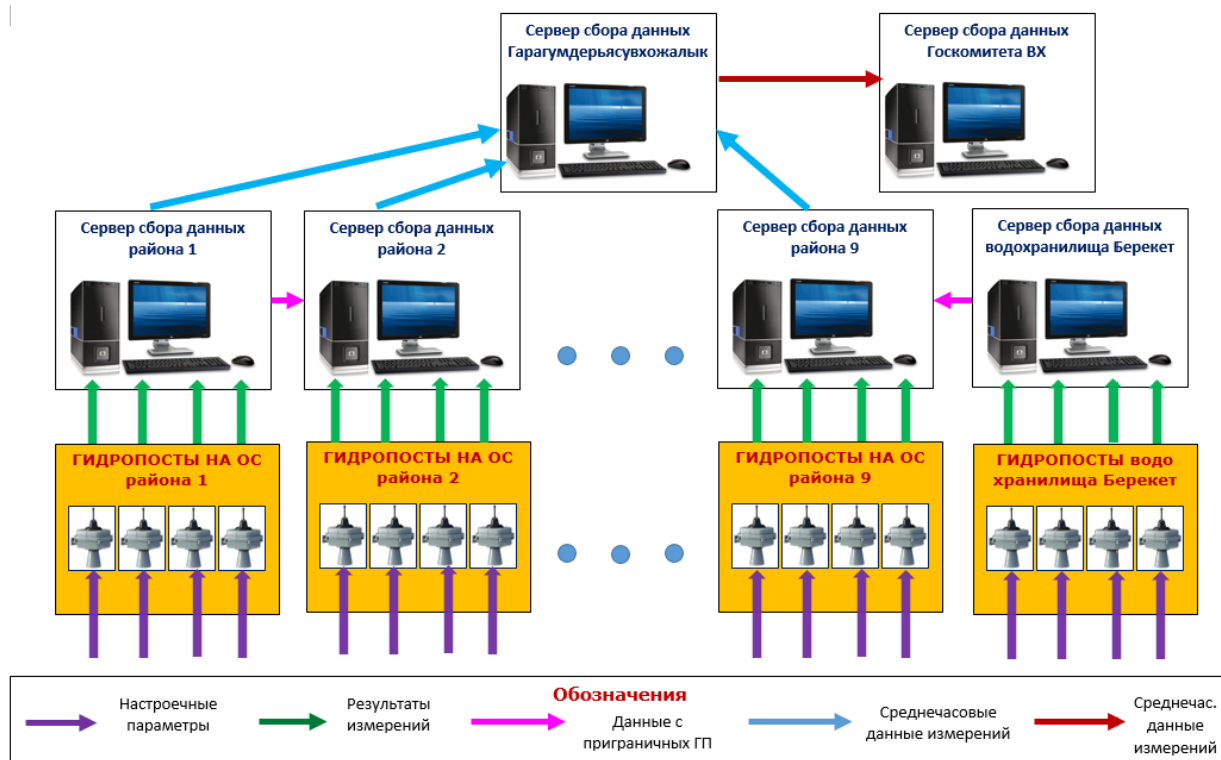 Сервер сбора данных
Гарагумдерьясувхожалык
Сервер сбора данных
Госкомитета ВХ
Сервер сбора данных
района 1
Сервер сбора данных
района 2
Сервер сбора данных
района 9
Сервер сбора данных
водохранилища Берекет
ГИДРОПОСТЫ НА ОС
района 1
ГИДРОПОСТЫ НА ОС
района 2
ГИДРОПОСТЫ НА ОС
района 9
ГИДРОПОСТЫ водо
хранилища Берекет
Обозначения
Настроечные
параметры
Результаты
измерений
Данные с
приграничных ГП
Среднечасовые
данные измерений
Среднечас.
данные
измерений